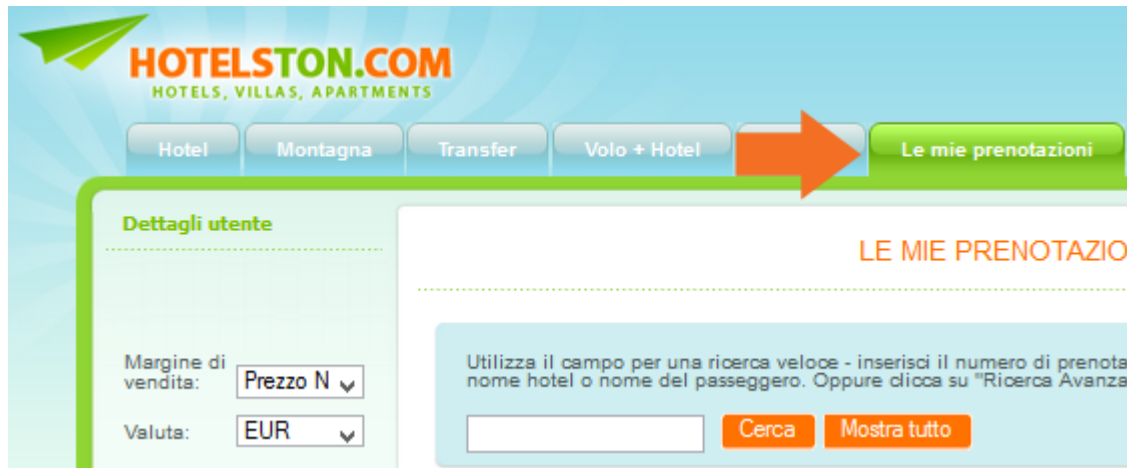 HOTELSTON.COM
HOTELS, VILLAS, APARTMENTS
Hotel Montagna Transfer Volo + Hotel Le mie prenotazioni
Dettagli utente
LE MIE PRENOTAZIO
Margine di
vendita: Prezzo N
Valuta: EUR
Utilizza il campo per una ricerca veloce - inserisci il numero di prenota
nome hotel o nome del passeggero. Oppure clicca su "Ricerca Avanza
Cerca Mostra tutto